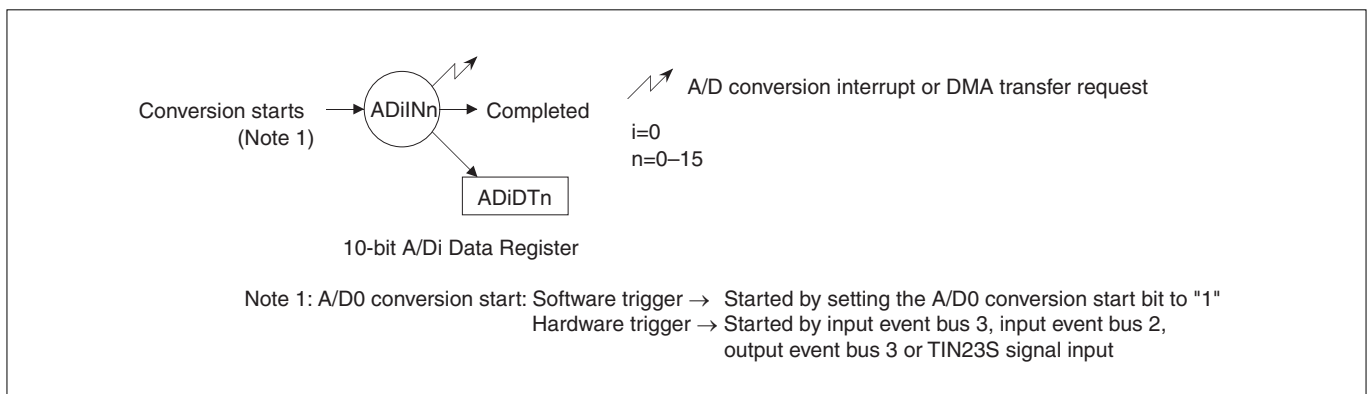 A/D conversion interrupt or DMA transfer request
Conversion starts
(Note 1)
ADiINn
Completed
i=0
n=0–15
ADiDTn
10-bit A/Di Data Register
Note 1: A/D0 conversion start: Software trigger → Started by setting the A/D0 conversion start bit to "1"
Hardware trigger → Started by input event bus 3, input event bus 2,
output event bus 3 or TIN23S signal input